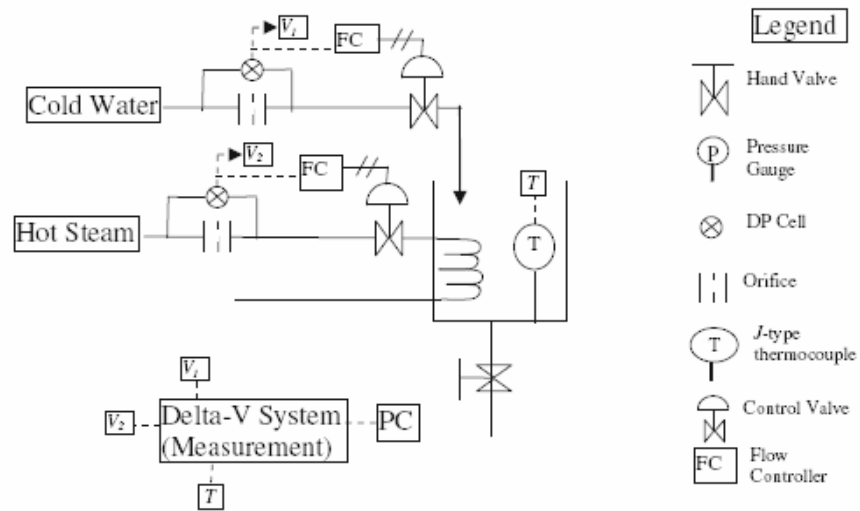 V₁
FC
Cold Water
V₂
FC
Hot Steam
T
T
V₁
V₂
Delta-V System
(Measurement)
PC
T
Legend
Hand Valve
P
Pressure
Gauge
DP Cell
Orifice
T
J-type
thermocouple
Control Valve
FC
Flow
Controller